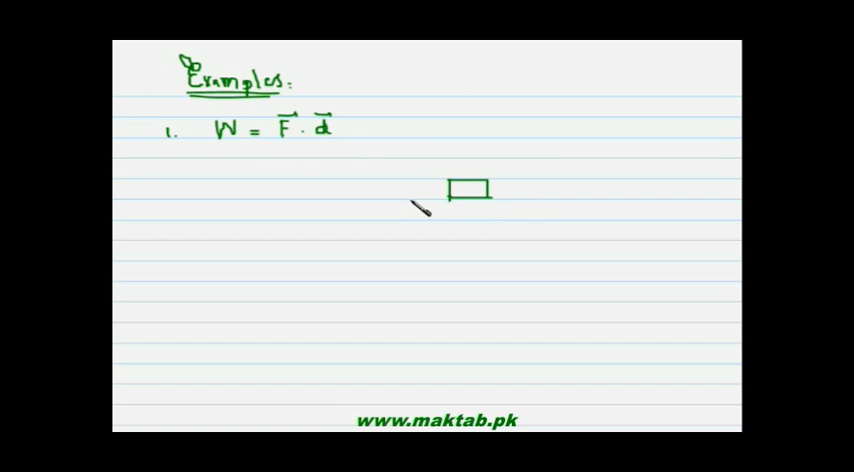 Examples:
1. W = F⃗ . d⃗
www.maktab.pk